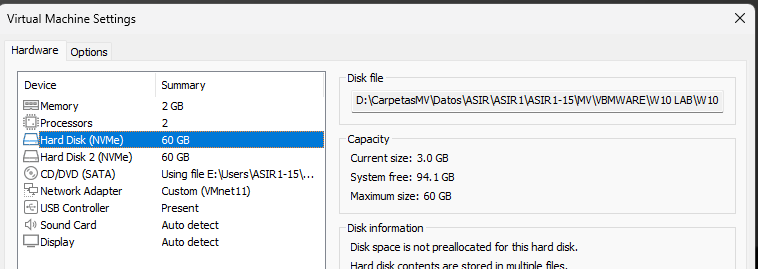 Virtual Machine Settings
Hardware Options
Device Summary
Memory 2 GB
Processors 2
Hard Disk (NVMe) 60 GB
Hard Disk 2 (NVMe) 60 GB
CD/DVD (SATA) Using file E:\Users\ASIR1-15\...
Network Adapter Custom (VMnet11)
USB Controller Present
Sound Card Auto detect
Display Auto detect
Disk file
D:\CarpetasMV\Datos\ASIR\ASIR1\ASIR1-15\MV\VBMWARE\W10 LAB\W10
Capacity
Current size: 3.0 GB
System free: 94.1 GB
Maximum size: 60 GB
Disk information
Disk space is not preallocated for this hard disk.
Hard disk contents are stored in multiple files.